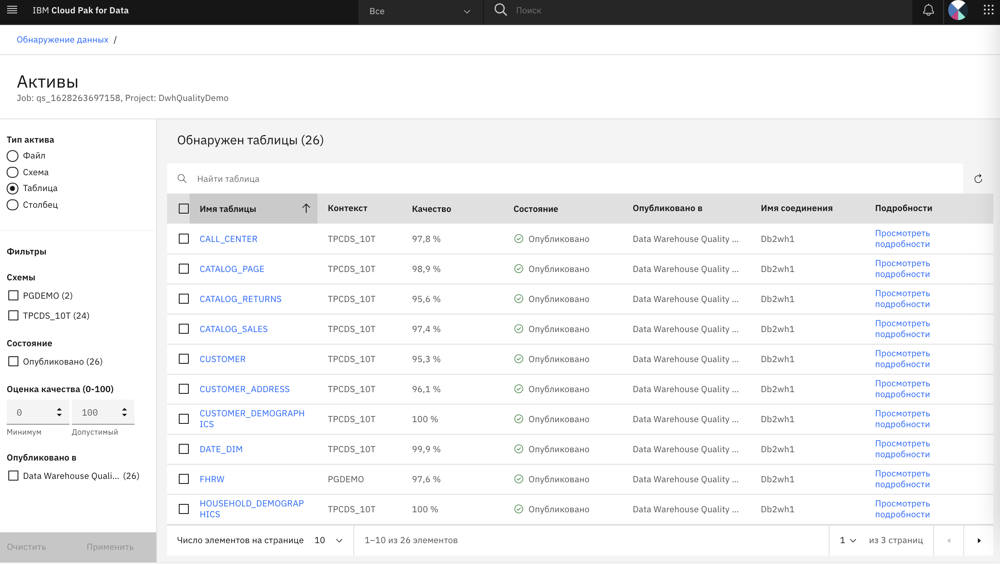 IBM Cloud Pak for Data
Все
Поиск
Обнаружение данных /
Активы
Job: qs_1628263697158, Project: DwhQualityDemo
Тип актива
Файл
Схема
Таблица
Столбец
Фильтры
Схемы
PGDEMO (2)
TPCDS_10T (24)
Состояние
Опубликовано (26)
Оценка качества (0-100)
0 100
Минимум Допустимый
Опубликовано в
Data Warehouse Quali... (26)
Очистить Применить
Обнаружен таблицы (26)
Найти таблица
Имя таблицы Контекст Качество Состояние Опубликовано в Имя соединения Подробности
CALL_CENTER TPCDS_10T 97,8 % Опубликовано Data Warehouse Quality ... Db2wh1 Просмотреть
подробности
CATALOG_PAGE TPCDS_10T 98,9 % Опубликовано Data Warehouse Quality ... Db2wh1 Просмотреть
подробности
CATALOG_RETURNS TPCDS_10T 95,6 % Опубликовано Data Warehouse Quality ... Db2wh1 Просмотреть
подробности
CATALOG_SALES TPCDS_10T 97,4 % Опубликовано Data Warehouse Quality ... Db2wh1 Просмотреть
подробности
CUSTOMER TPCDS_10T 95,3 % Опубликовано Data Warehouse Quality ... Db2wh1 Просмотреть
подробности
CUSTOMER_ADDRESS TPCDS_10T 96,1 % Опубликовано Data Warehouse Quality ... Db2wh1 Просмотреть
подробности
CUSTOMER_DEMOGRAPH
ICS TPCDS_10T 100 % Опубликовано Data Warehouse Quality ... Db2wh1 Просмотреть
подробности
DATE_DIM TPCDS_10T 99,9 % Опубликовано Data Warehouse Quality ... Db2wh1 Просмотреть
подробности
FHRW PGDEMO 97,6 % Опубликовано Data Warehouse Quality ... Db2wh1 Просмотреть
подробности
HOUSEHOLD_DEMOGRAP
HICS TPCDS_10T 100 % Опубликовано Data Warehouse Quality ... Db2wh1 Просмотреть
подробности
Число элементов на странице 10 1–10 из 26 элементов 1 из 3 страниц